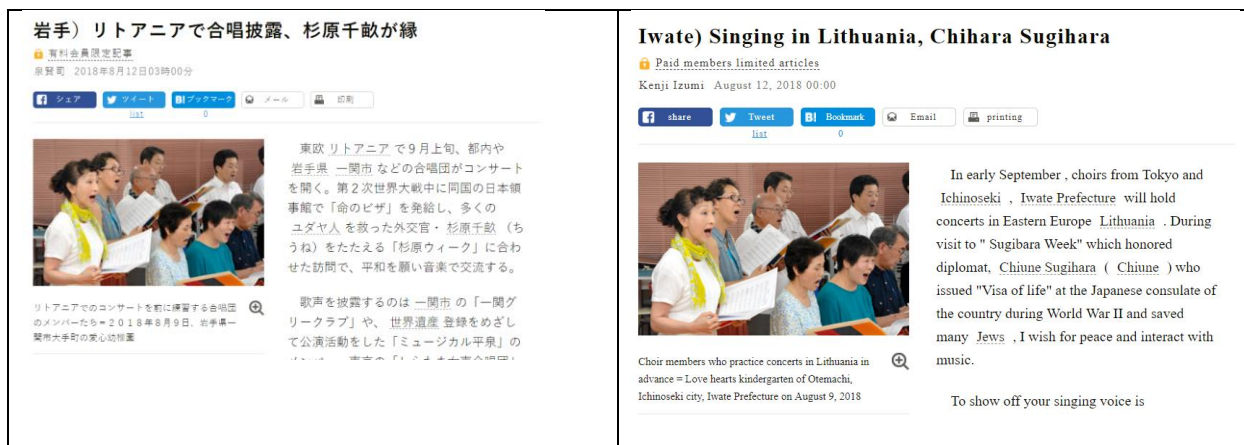 岩手）リトアニアで合唱披露、杉原千畝が縁
有料会員限定記事
泉賢司 2018年8月12日03時00分
シェア ツイート B!ブックマーク メール 印刷
list 0
東欧 リトアニア で９月上旬、都内や
岩手県 一関市 などの合唱団がコンサート
を開く。第２次世界大戦中に同国の日本領
事館で「命のビザ」を発給し、多くの
ユダヤ人 を救った外交官・ 杉原千畝 （ち
うね）をたたえる「杉原ウィーク」に合わ
せた訪問で、平和を願い音楽で交流する。
歌声を披露するのは 一関市 の「一関グ
リークラブ」や、 世界遺産 登録をめざし
て公演活動をした「ミュージカル平泉」の
リトアニアでのコンサートを前に練習する合唱団
のメンバーたち＝２０１８年８月９日、岩手県一
関市大手町の愛心幼稚園
Iwate) Singing in Lithuania, Chihara Sugihara
Paid members limited articles
Kenji Izumi August 12, 2018 00:00
share Tweet B! Bookmark Email printing
list 0
In early September , choirs from Tokyo and
Ichinoseki , Iwate Prefecture will hold
concerts in Eastern Europe Lithuania . During
visit to " Sugibara Week" which honored
diplomat, Chiune Sugihara ( Chiune ) who
issued "Visa of life" at the Japanese consulate of
the country during World War II and saved
many Jews , I wish for peace and interact with
music.
To show off your singing voice is
Choir members who practice concerts in Lithuania in
advance = Love hearts kindergarten of Otemachi,
Ichinoseki city, Iwate Prefecture on August 9, 2018